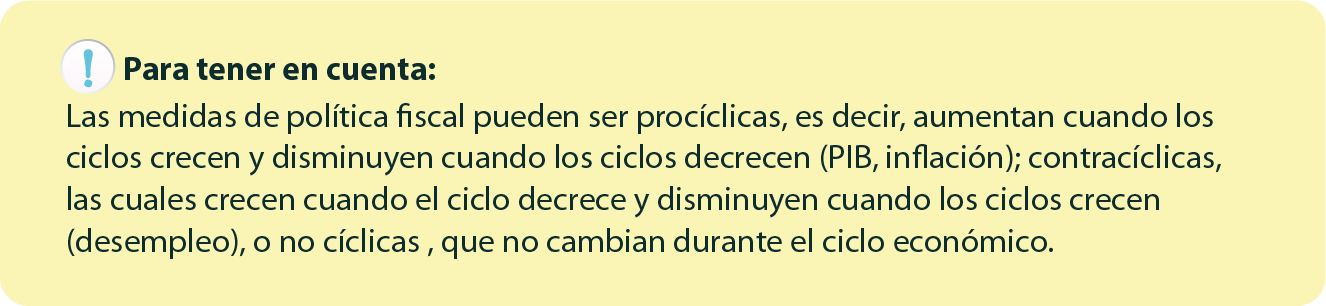 ! Para tener en cuenta:
Las medidas de política fiscal pueden ser procíclicas, es decir, aumentan cuando los
ciclos crecen y disminuyen cuando los ciclos decrecen (PIB, inflación); contracíclicas,
las cuales crecen cuando el ciclo decrece y disminuyen cuando los ciclos crecen
(desempleo), o no cíclicas , que no cambian durante el ciclo económico.